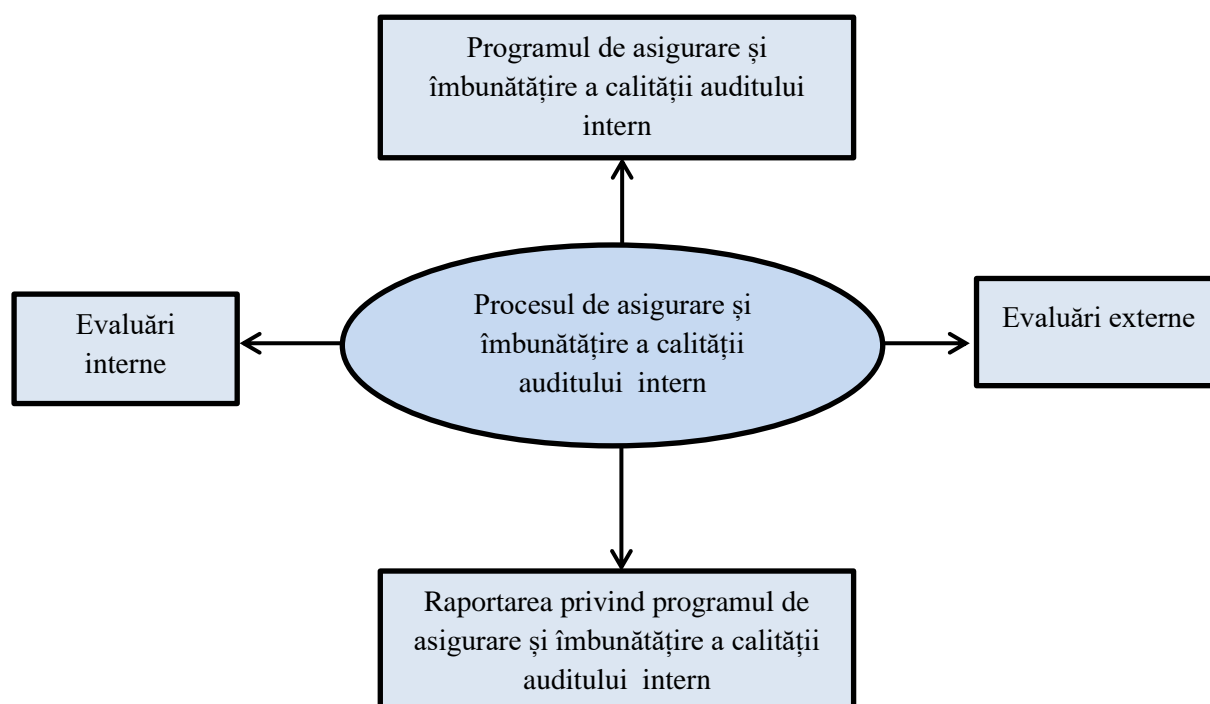 Programul de asigurare și
îmbunătățire a calității auditului
intern
Evaluări
interne
Procesul de asigurare și
îmbunătățire a calității
auditului intern
Evaluări externe
Raportarea privind programul de
asigurare și îmbunătățire a calității
auditului intern